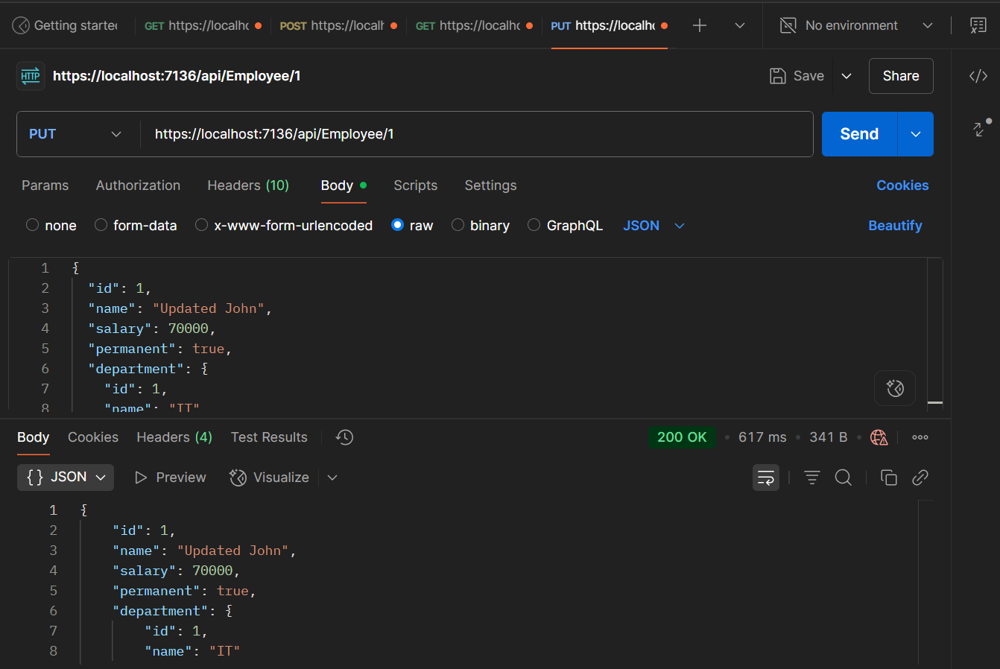 Getting started
GET https://localho
POST https://localh
GET https://localho
PUT https://localho
No environment
HTTP https://localhost:7136/api/Employee/1
Save
Share
PUT
https://localhost:7136/api/Employee/1
Send
Params
Authorization
Headers (10)
Body
Scripts
Settings
Cookies
none
form-data
x-www-form-urlencoded
raw
binary
GraphQL
JSON
Beautify
1 {
2 "id": 1,
3 "name": "Updated John",
4 "salary": 70000,
5 "permanent": true,
6 "department": {
7 "id": 1,
8 "name": "IT"
Body
Cookies
Headers (4)
Test Results
200 OK
617 ms
341 B
{} JSON
Preview
Visualize
1 {
2 "id": 1,
3 "name": "Updated John",
4 "salary": 70000,
5 "permanent": true,
6 "department": {
7 "id": 1,
8 "name": "IT"